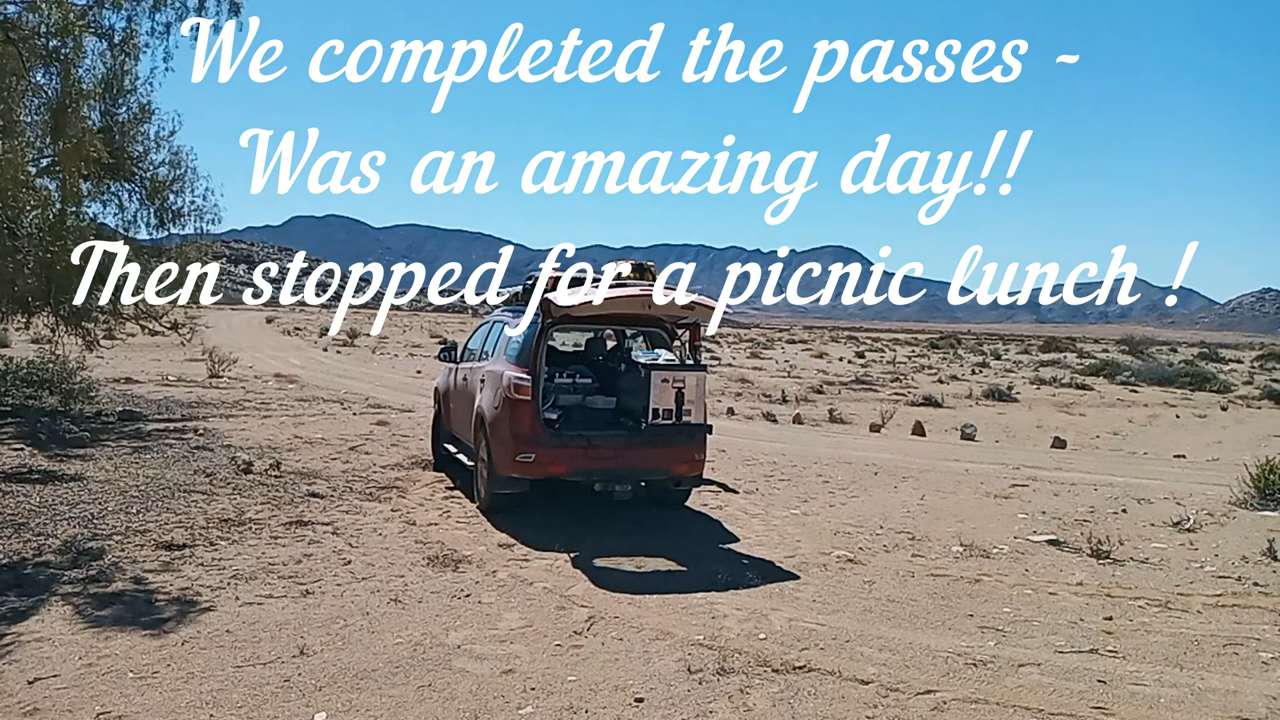 We completed the passes -
Was an amazing day!!
Then stopped for a picnic lunch !